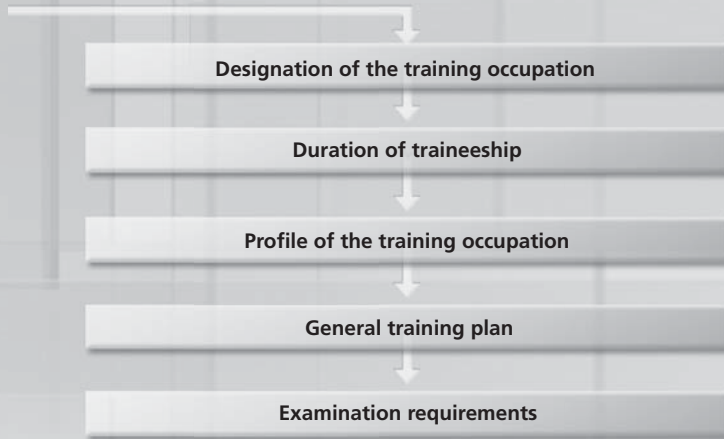 Designation of the training occupation
Duration of traineeship
Profile of the training occupation
General training plan
Examination requirements